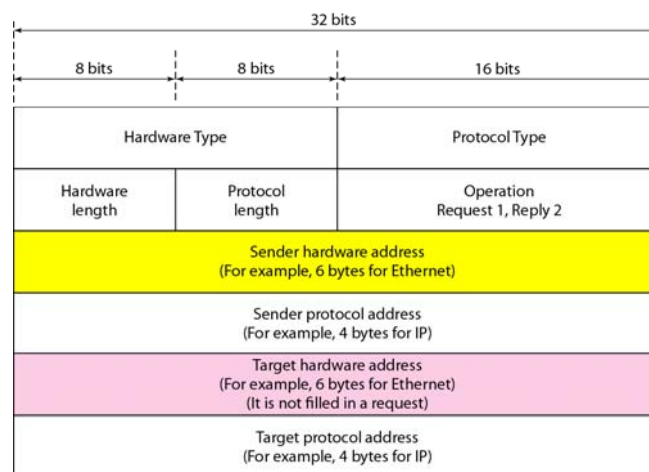 32 bits
8 bits
8 bits
16 bits
Hardware Type
Protocol Type
Hardware
length
Protocol
length
Operation
Request 1, Reply 2
Sender hardware address
(For example, 6 bytes for Ethernet)
Sender protocol address
(For example, 4 bytes for IP)
Target hardware address
(For example, 6 bytes for Ethernet)
(It is not filled in a request)
Target protocol address
(For example, 4 bytes for IP)